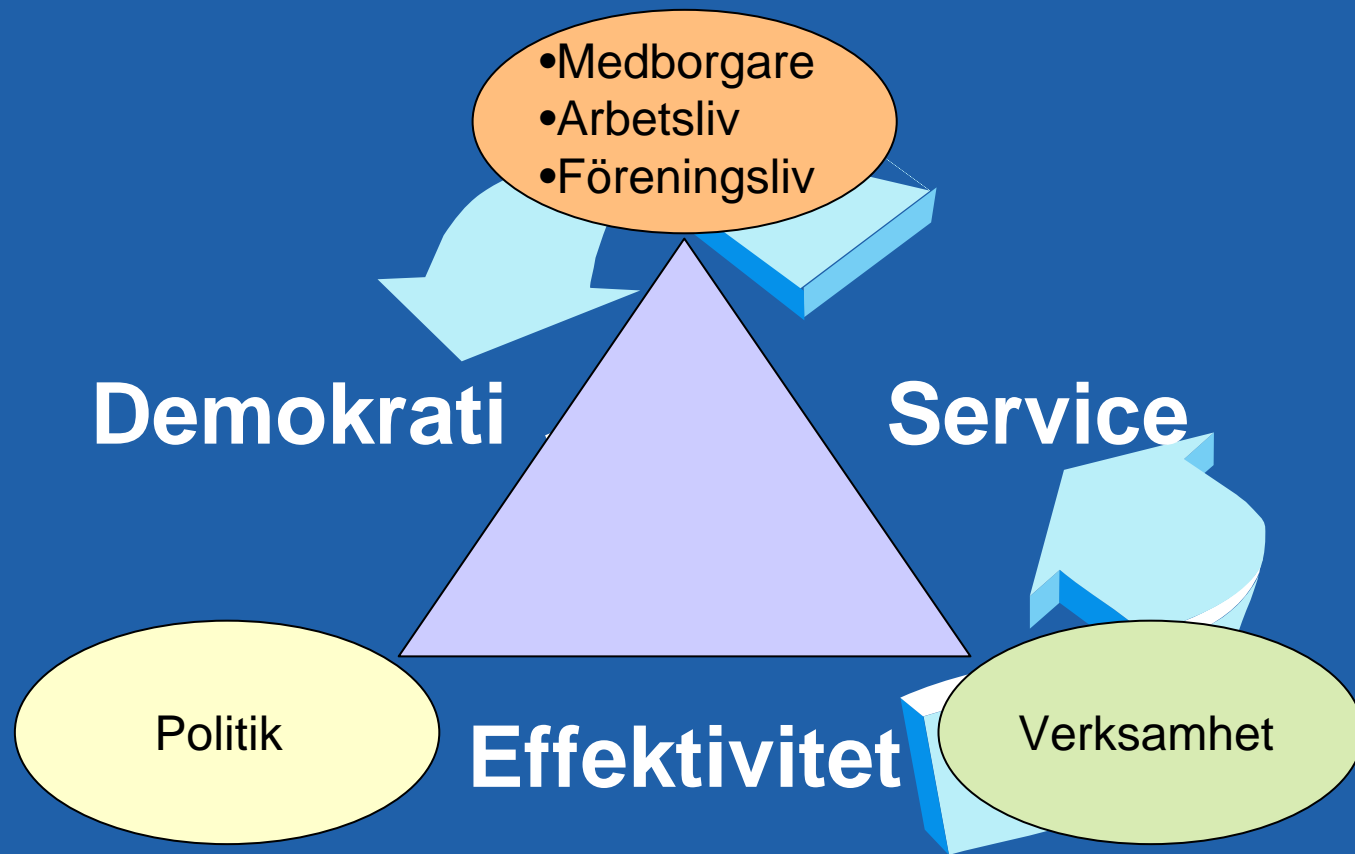 •Medborgare
•Arbetsliv
•Föreningsliv
Demokrati
Service
Politik
Effektivitet
Verksamhet